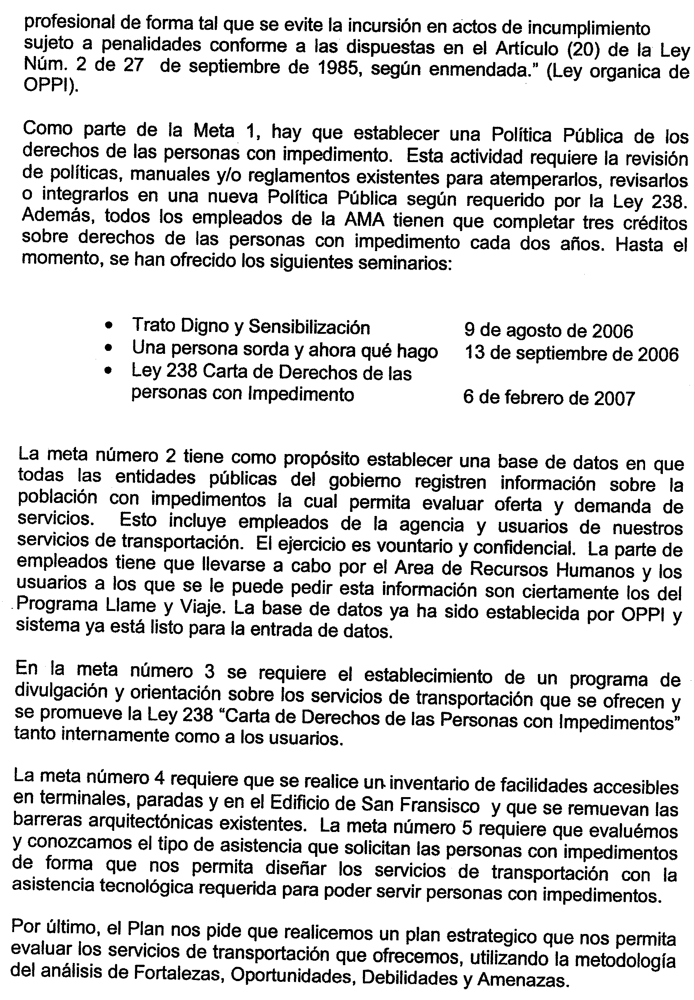 profesional de forma tal que se evite la incursión en actos de incumplimiento
sujeto a penalidades conforme a las dispuestas en el Artículo (20) de la Ley
Núm. 2 de 27 de septiembre de 1985, según enmendada.” (Ley organica de
OPPI).
Como parte de la Meta 1, hay que establecer una Política Pública de los
derechos de las personas con impedimento. Esta actividad requiere la revisión
de políticas, manuales y/o reglamentos existentes para atemperarlos, revisarlos
o integrarlos en una nueva Política Pública según requerido por la Ley 238.
Además, todos los empleados de la AMA tienen que completar tres créditos
sobre derechos de las personas con impedimento cada dos años. Hasta el
momento, se han ofrecido los siguientes seminarios:
• Trato Digno y Sensibilización 9 de agosto de 2006
• Una persona sorda y ahora qué hago 13 de septiembre de 2006
• Ley 238 Carta de Derechos de las
personas con Impedimento 6 de febrero de 2007
La meta número 2 tiene como propósito establecer una base de datos en que
todas las entidades públicas del gobierno registren información sobre la
población con impedimentos la cual permita evaluar oferta y demanda de
servicios. Esto incluye empleados de la agencia y usuarios de nuestros
servicios de transportación. El ejercicio es vountario y confidencial. La parte de
empleados tiene que llevarse a cabo por el Area de Recursos Humanos y los
usuarios a los que se le puede pedir esta información son ciertamente los del
Programa Llame y Viaje. La base de datos ya ha sido establecida por OPPI y
sistema ya está listo para la entrada de datos.
En la meta número 3 se requiere el establecimiento de un programa de
divulgación y orientación sobre los servicios de transportación que se ofrecen y
se promueve la Ley 238 “Carta de Derechos de las Personas con Impedimentos”
tanto internamente como a los usuarios.
La meta número 4 requiere que se realice un inventario de facilidades accesibles
en terminales, paradas y en el Edificio de San Fransisco y que se remuevan las
barreras arquitectónicas existentes. La meta número 5 requiere que evaluémos
y conozcamos el tipo de asistencia que solicitan las personas con impedimentos
de forma que nos permita diseñar los servicios de transportación con la
asistencia tecnológica requerida para poder servir personas con impedimentos.
Por último, el Plan nos pide que realicemos un plan estrategico que nos permita
evaluar los servicios de transportación que ofrecemos, utilizando la metodología
del análisis de Fortalezas, Oportunidades, Debilidades y Amenazas.